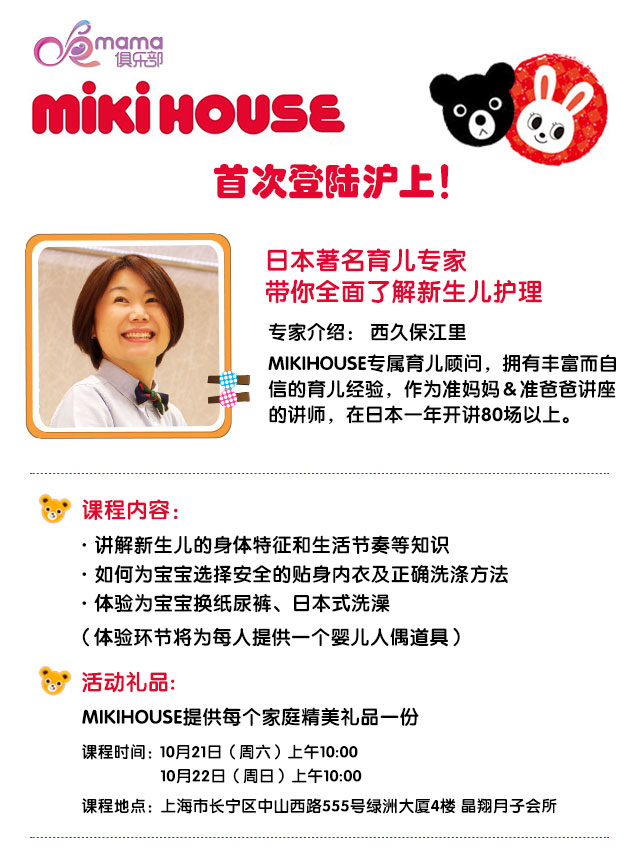 mama
俱乐部
MIKI HOUSE
首次登陆沪上！
日本著名育儿专家
带你全面了解新生儿护理
专家介绍： 西久保江里
MIKIHOUSE专属育儿顾问，拥有丰富而自
信的育儿经验，作为准妈妈＆准爸爸讲座
的讲师，在日本一年开讲80场以上。
课程内容：
· 讲解新生儿的身体特征和生活节奏等知识
· 如何为宝宝选择安全的贴身内衣及正确洗涤方法
· 体验为宝宝换纸尿裤、日本式洗澡
（体验环节将为每人提供一个婴儿人偶道具）
活动礼品:
MIKIHOUSE提供每个家庭精美礼品一份
课程时间：10月21日（周六）上午10:00
10月22日（周日）上午10:00
课程地点：上海市长宁区中山西路555号绿洲大厦4楼 晶翔月子会所